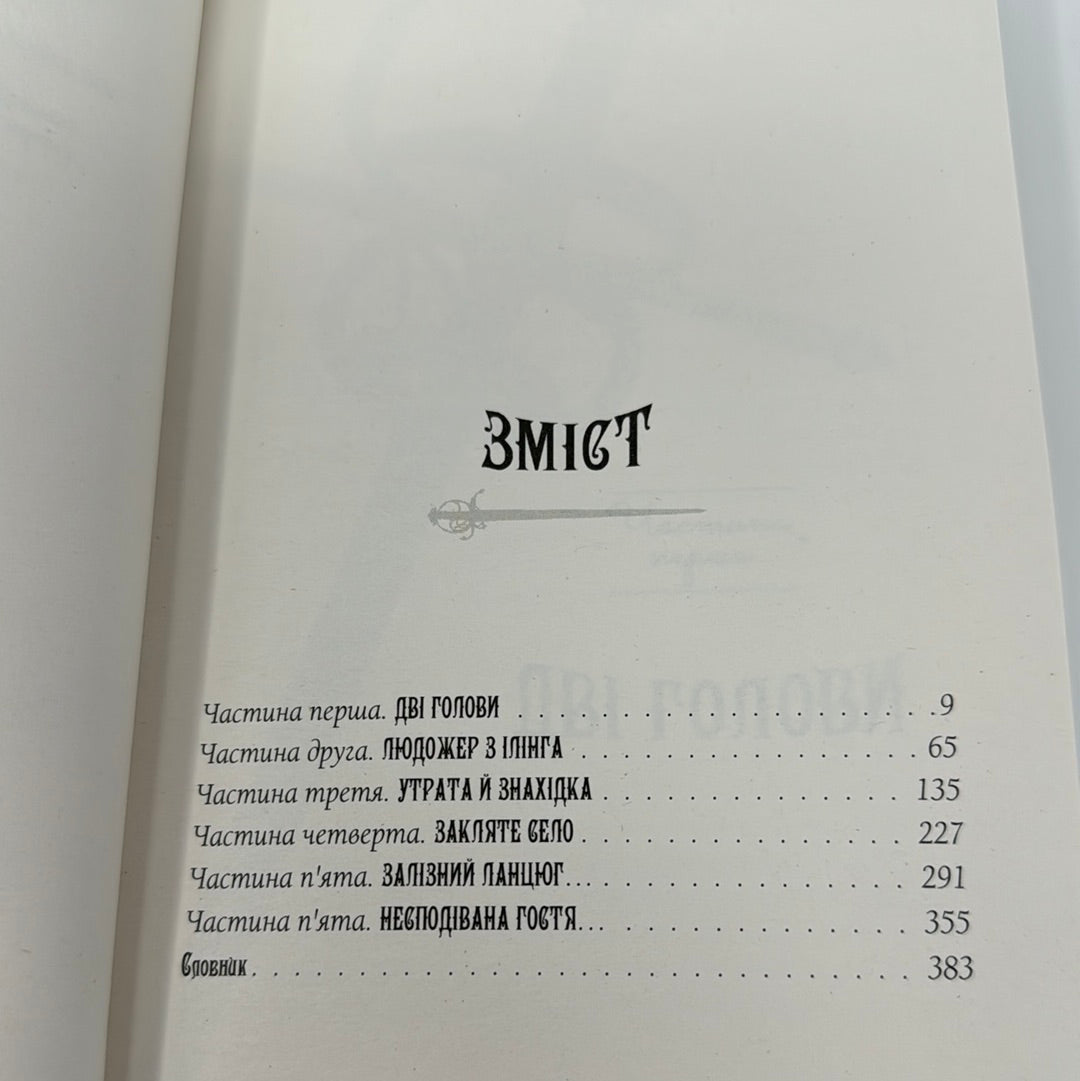 ЗМІСТ
Частина перша. ДВІ ГОЛОВИ . . . . . . . . . . . . . . . . . . . 9
Частина друга. ЛЮДОЖЕР З ІЛІНГА . . . . . . . . . . . . . . . . 65
Частина третя. УТРАТА Й ЗНАХІДКА . . . . . . . . . . . . . . 135
Частина четверта. ЗАКЛЯТЕ СЕЛО . . . . . . . . . . . . . . . 227
Частина п'ята. ЗАЛІЗНИЙ ЛАНЦЮГ... . . . . . . . . . . . . . . 291
Частина п'ята. НЕСПОДІВАНА ГОСТЯ... . . . . . . . . . . . . . 355
Словник. . . . . . . . . . . . . . . . . . . . . . . . . . . . . 383